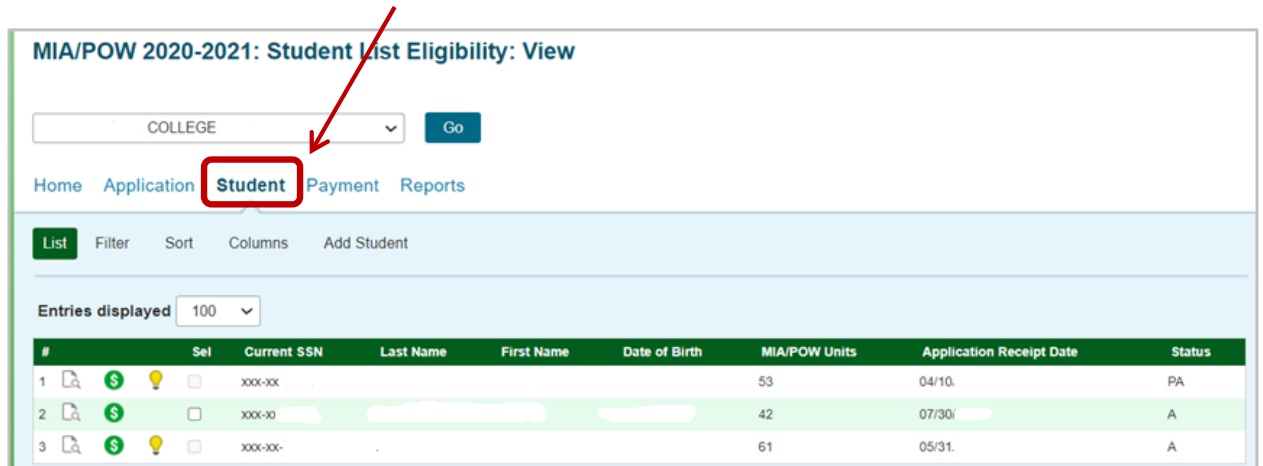 MIA/POW 2020-2021: Student List Eligibility: View
COLLEGE Go
Home Application Student Payment Reports
List Filter Sort Columns Add Student
Entries displayed 100
# Sel Current SSN Last Name First Name Date of Birth MIA/POW Units Application Receipt Date Status
1 $ xxx-xx 53 04/10. PA
2 $ xxx-x 42 07/30/ A
3 $ xxx-xx- 61 05/31. A